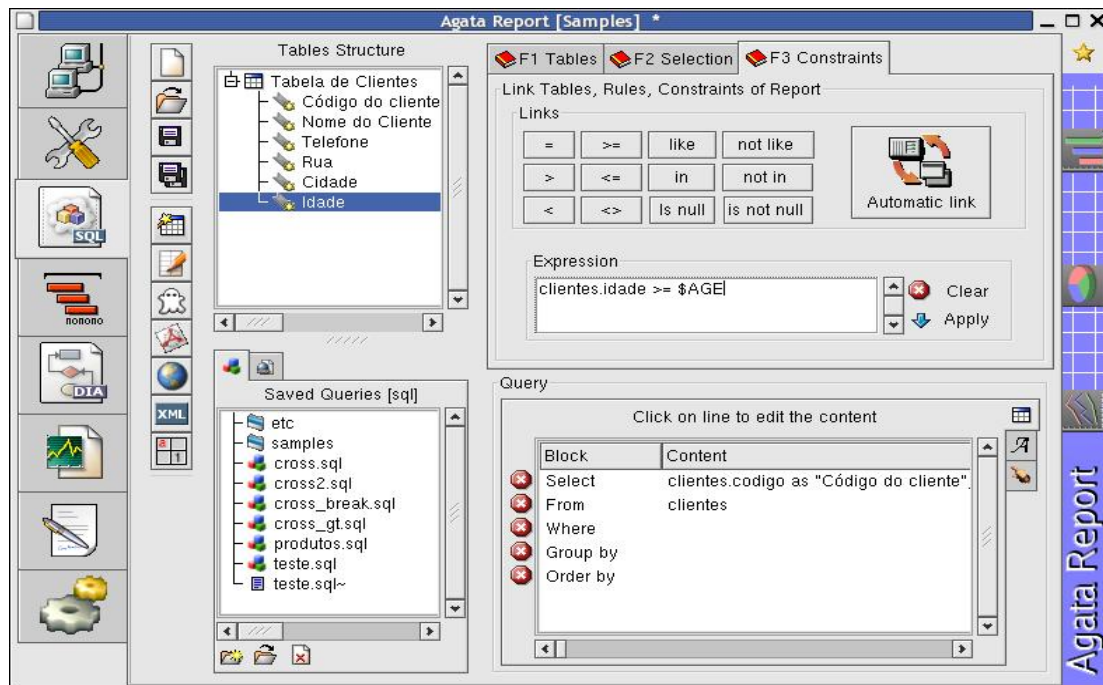 Agata Report [Samples] *
Tables Structure
Tabela de Clientes
Código do cliente
Nome do Cliente
Telefone
Rua
Cidade
Idade
F1 Tables
F2 Selection
F3 Constraints
Link Tables, Rules, Constraints of Report
Links
= >= like not like
> <= in not in
< <> Is null is not null
Automatic link
Expression
clientes.idade >= $AGE
Clear
Apply
SQL
nonono
DIA
XML
a
1
Saved Queries [sql]
etc
samples
cross.sql
cross2.sql
cross_break.sql
cross_gt.sql
produtos.sql
teste.sql
teste.sql~
Query
Click on line to edit the content
Block Content
Select clientes.codigo as "Código do cliente"
From clientes
Where
Group by
Order by
A
Agata Report